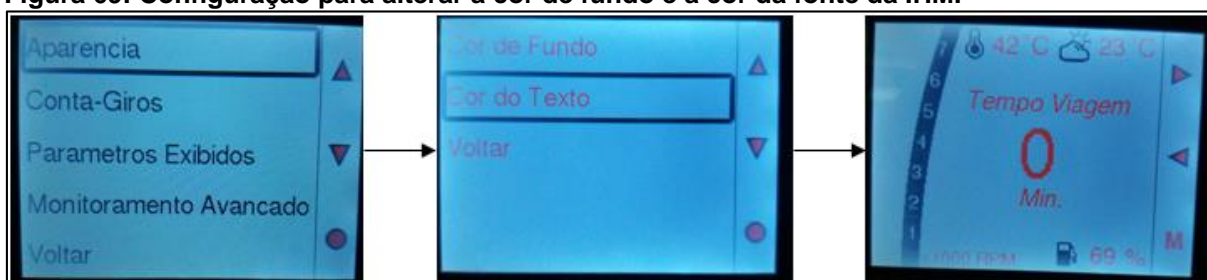 Figura 69: Configuração para alterar a cor de fundo e a cor da fonte da IHM.
Aparencia
Conta-Giros
Parametros Exibidos
Monitoramento Avancado
Voltar
Cor de Fundo
Cor do Texto
Voltar
42 °C 23 °C
7
6
5
4
3
2
1
Tempo Viagem
0
Min.
x1000 RPM
69 %
M